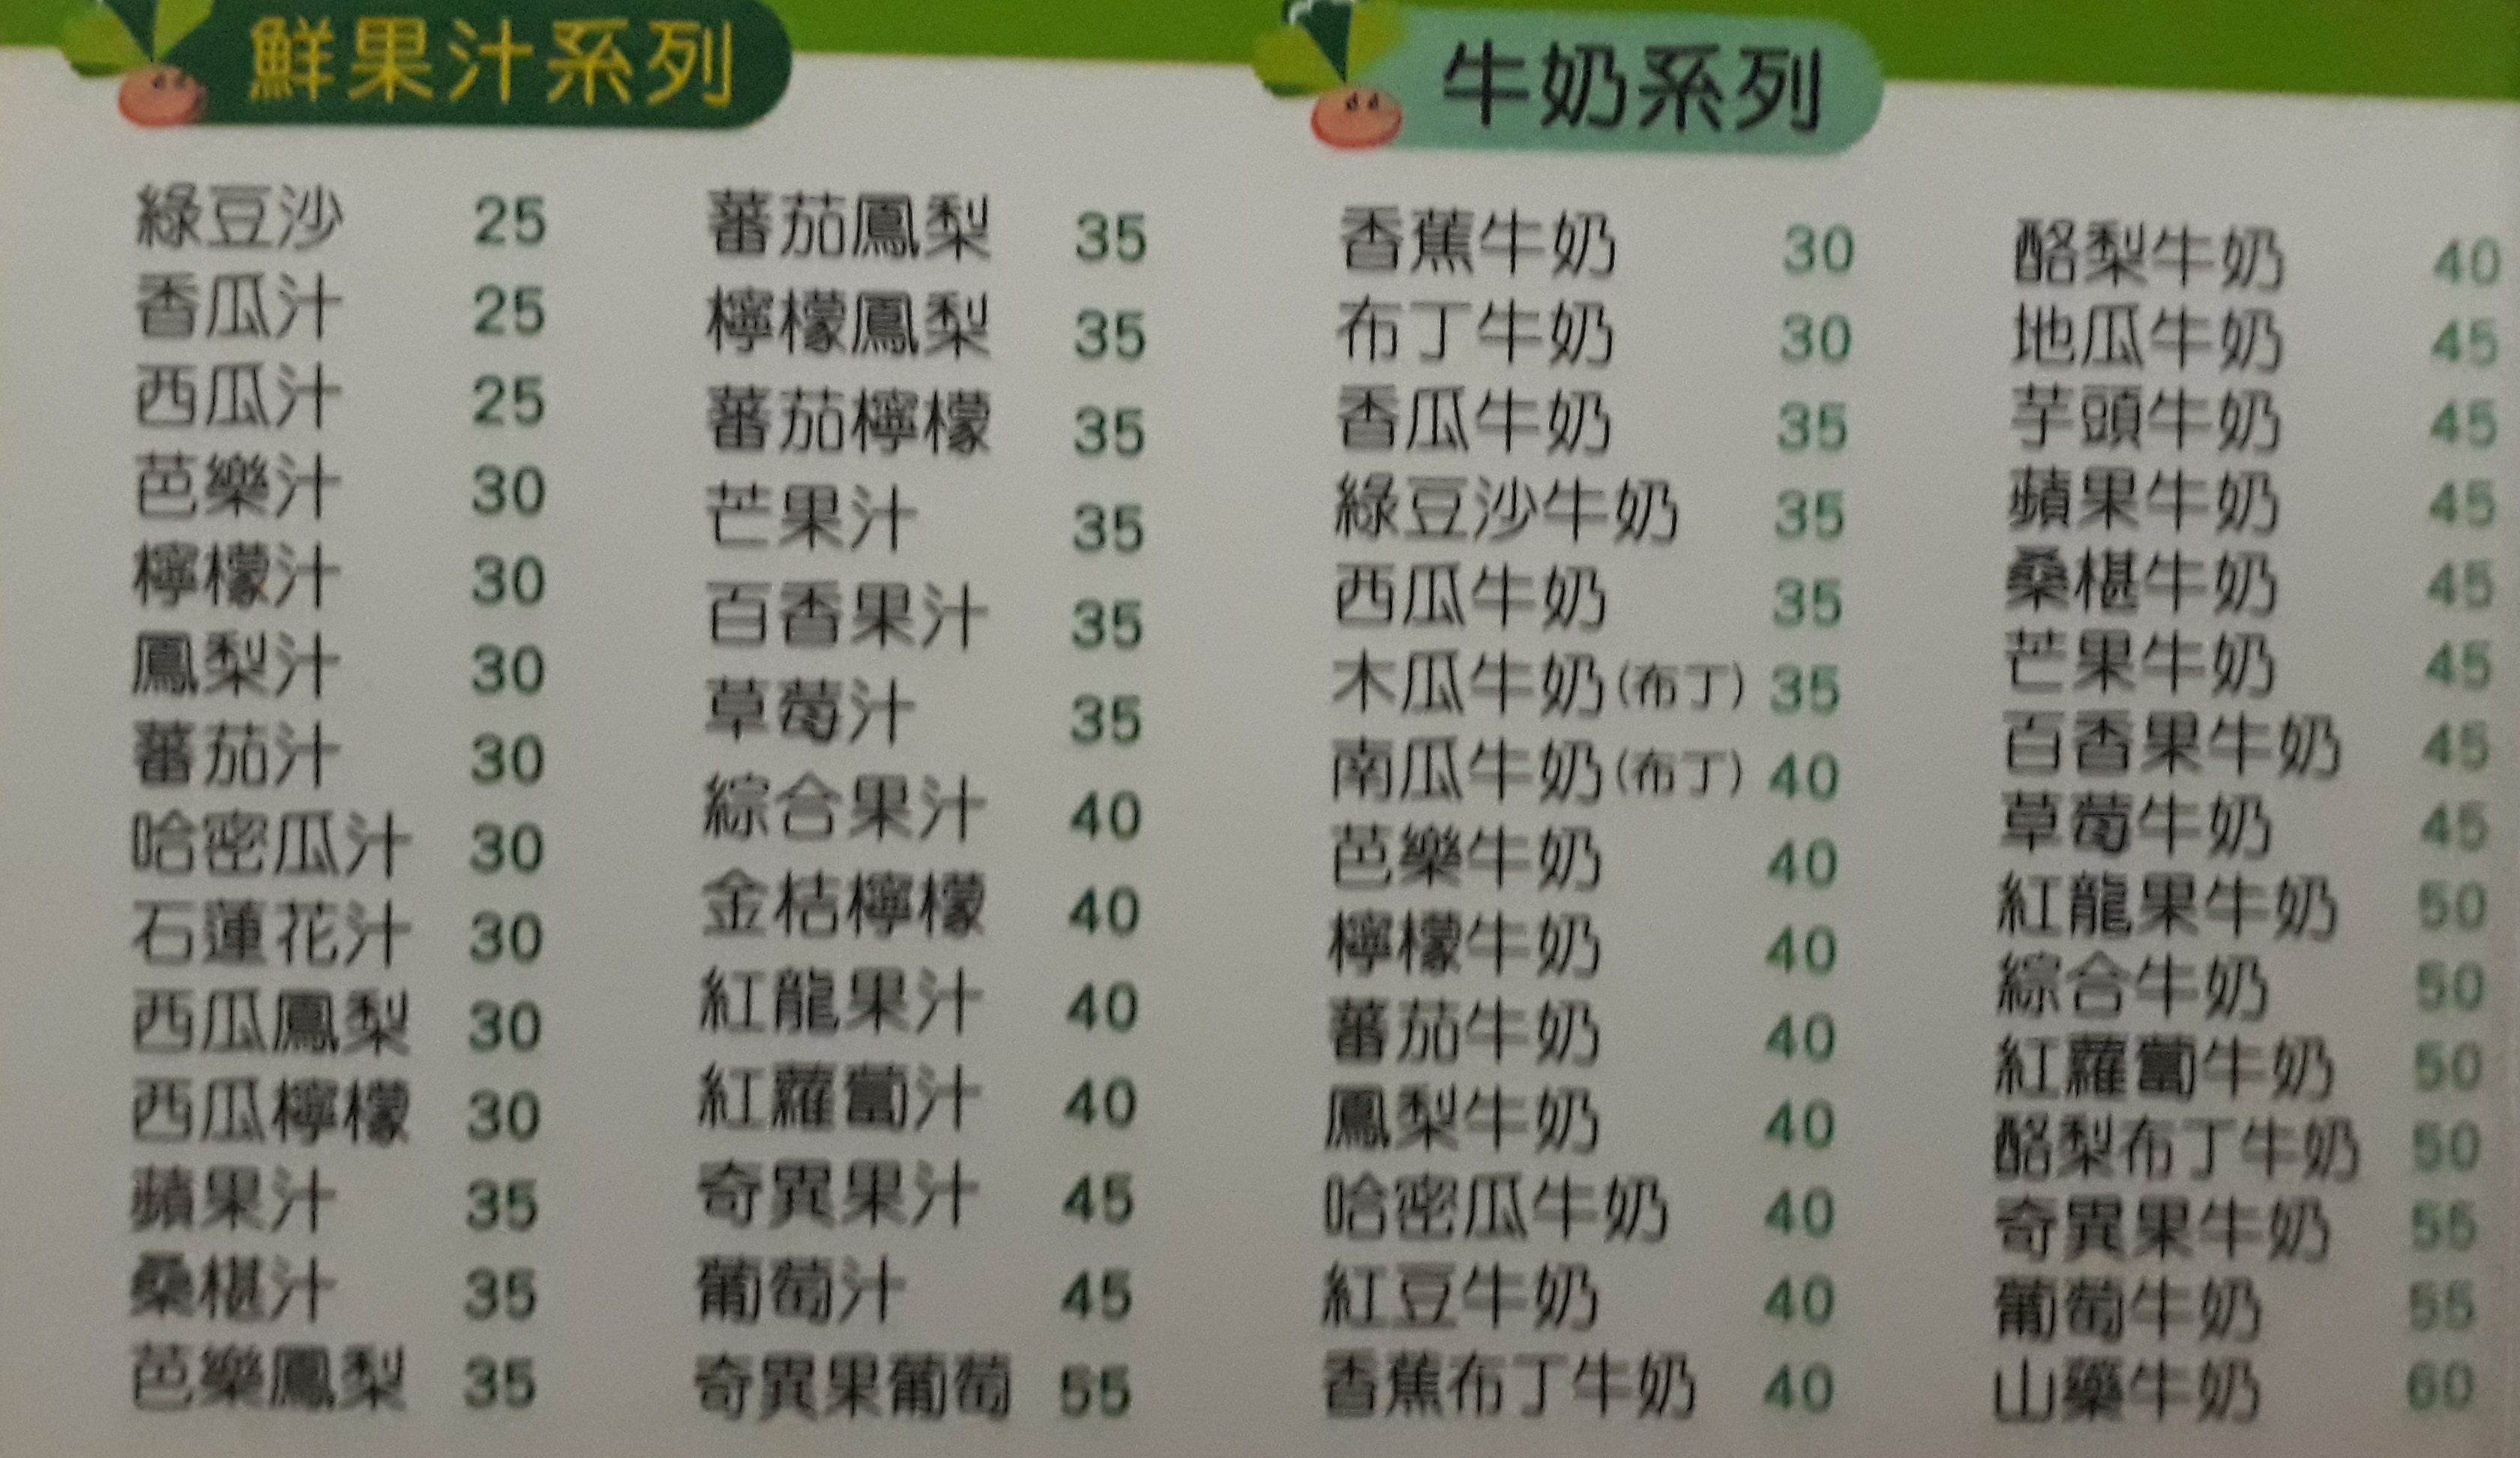 鮮果汁系列
綠豆沙 25
香瓜汁 25
西瓜汁 25
芭樂汁 30
檸檬汁 30
鳳梨汁 30
蕃茄汁 30
哈密瓜汁 30
石蓮花汁 30
西瓜鳳梨 30
西瓜檸檬 30
蘋果汁 35
桑椹汁 35
芭樂鳳梨 35
蕃茄鳳梨 35
檸檬鳳梨 35
蕃茄檸檬 35
芒果汁 35
百香果汁 35
草莓汁 35
綜合果汁 40
金桔檸檬 40
紅龍果汁 40
紅蘿蔔汁 40
奇異果汁 45
葡萄汁 45
奇異果葡萄 55
牛奶系列
香蕉牛奶 30
布丁牛奶 30
香瓜牛奶 35
綠豆沙牛奶 35
西瓜牛奶 35
木瓜牛奶(布丁) 35
南瓜牛奶(布丁) 40
芭樂牛奶 40
檸檬牛奶 40
蕃茄牛奶 40
鳳梨牛奶 40
哈密瓜牛奶 40
紅豆牛奶 40
香蕉布丁牛奶 40
酪梨牛奶 40
地瓜牛奶 45
芋頭牛奶 45
蘋果牛奶 45
桑椹牛奶 45
芒果牛奶 45
百香果牛奶 45
草莓牛奶 45
紅龍果牛奶 50
綜合牛奶 50
紅蘿蔔牛奶 50
酪梨布丁牛奶 50
奇異果牛奶 55
葡萄牛奶 55
山藥牛奶 60